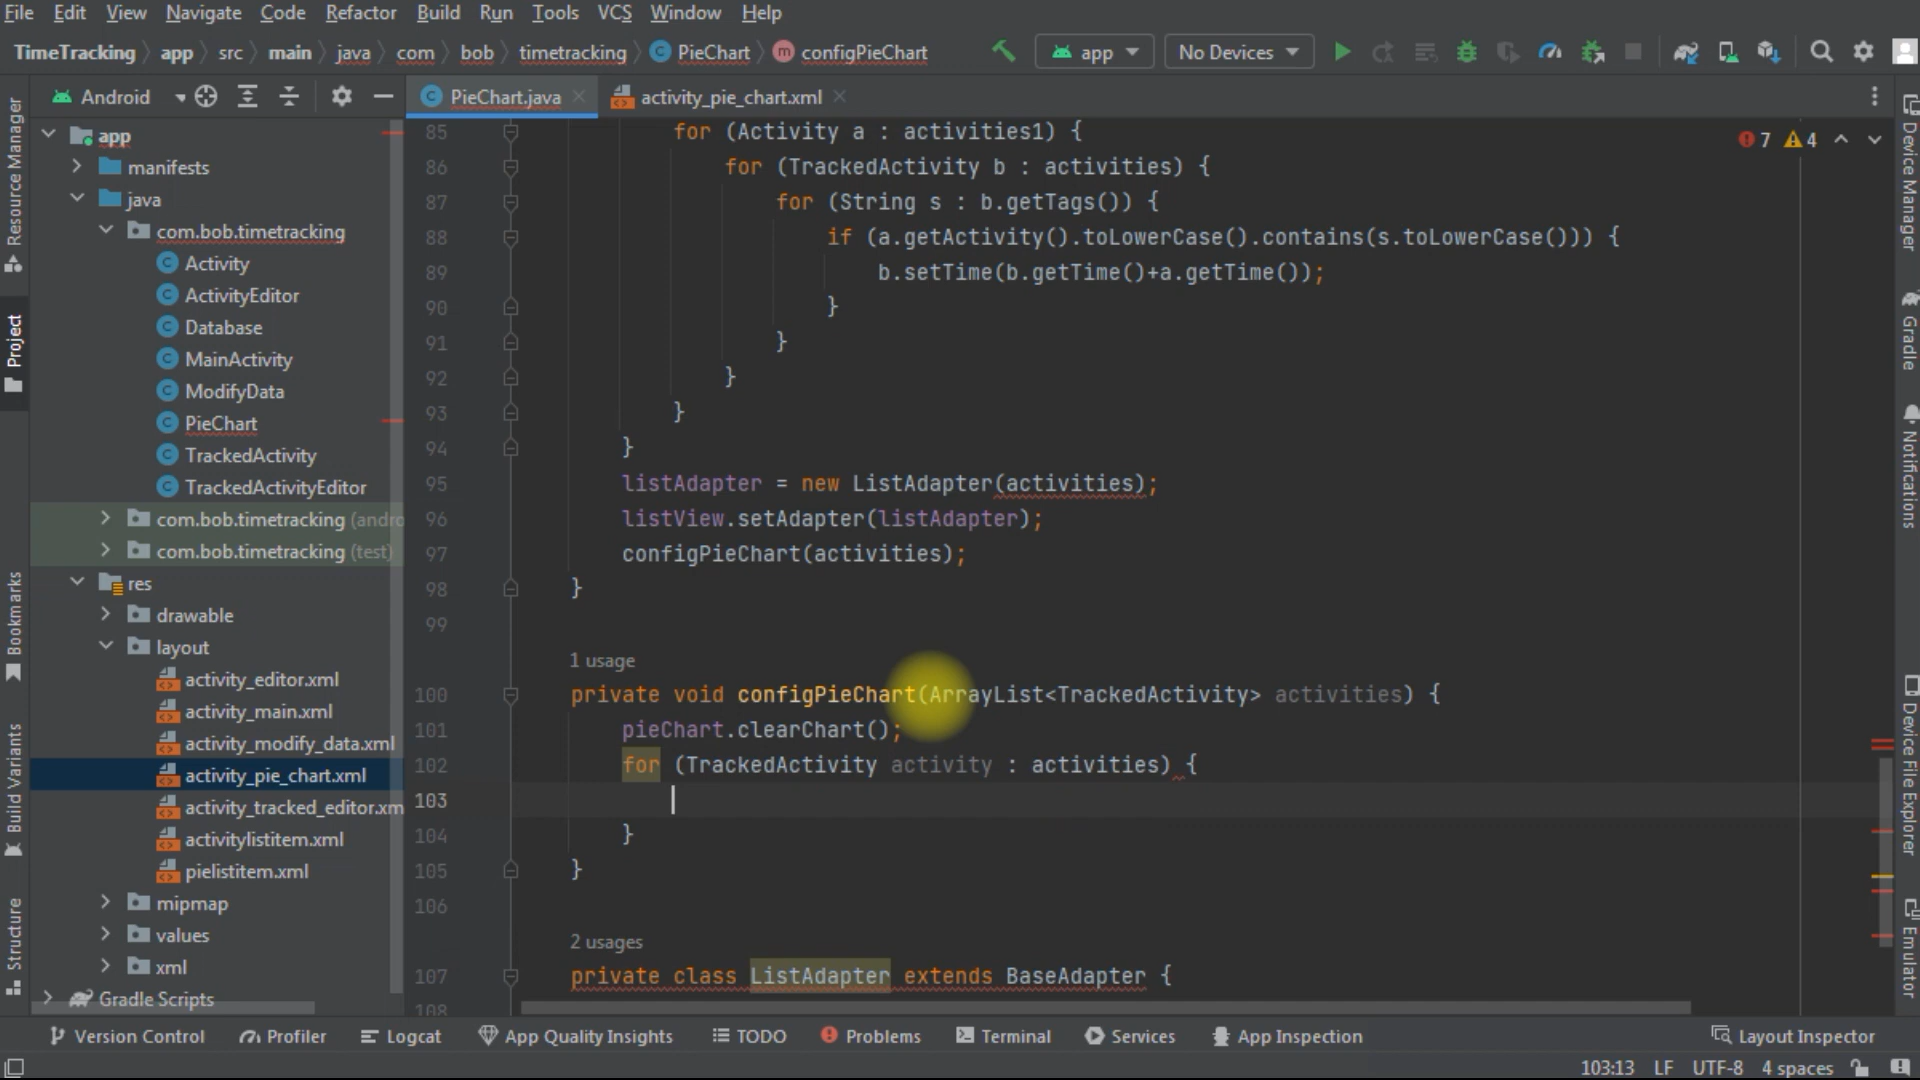 File Edit View Navigate Code Refactor Build Run Tools VCS Window Help
TimeTracking app src main java com bob timetracking PieChart configPieChart app No Devices
Android
PieChart.java
activity_pie_chart.xml
Resource Manager
Project
Bookmarks
Build Variants
Structure
app
manifests
java
com.bob.timetracking
Activity
ActivityEditor
Database
MainActivity
ModifyData
PieChart
TrackedActivity
TrackedActivityEditor
com.bob.timetracking (andro
com.bob.timetracking (test)
res
drawable
layout
activity_editor.xml
activity_main.xml
activity_modify_data.xml
activity_pie_chart.xml
activity_tracked_editor.xm
activitylistitem.xml
pielistitem.xml
mipmap
values
xml
Gradle Scripts
7 4
85 for (Activity a : activities1) {
86 for (TrackedActivity b : activities) {
87 for (String s : b.getTags()) {
88 if (a.getActivity().toLowerCase().contains(s.toLowerCase())) {
89 b.setTime(b.getTime()+a.getTime());
90 }
91 }
92 }
93 }
94 }
95 listAdapter = new ListAdapter(activities);
96 listView.setAdapter(listAdapter);
97 configPieChart(activities);
98 }
99
1 usage
100 private void configPieChart(ArrayList<TrackedActivity> activities) {
101 pieChart.clearChart();
102 for (TrackedActivity activity : activities) {
103
104 }
105 }
106
2 usages
107 private class ListAdapter extends BaseAdapter {
108
Device Manager
Gradle
Notifications
Device File Explorer
Emulator
Version Control Profiler Logcat App Quality Insights TODO Problems Terminal Services App Inspection Layout Inspector
103:13 LF UTF-8 4 spaces